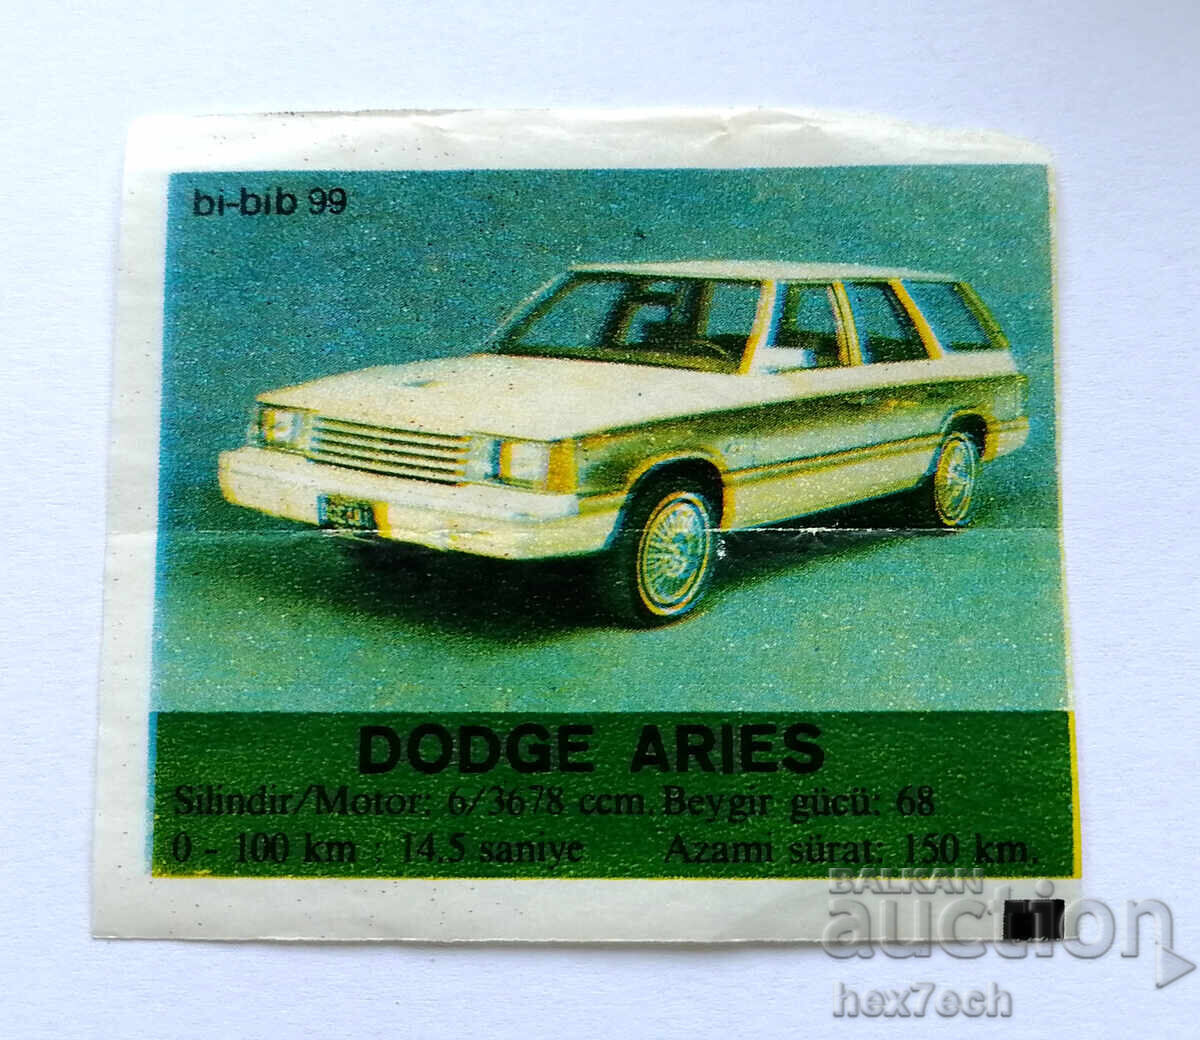 bi-bib 99
DODGE ARIES
Silindir/Motor: 6/3678 ccm. Beygir gücü: 68
0 - 100 km : 14.5 saniye Azami sürat: 150 km.
BALKAN
auction
hex7ech